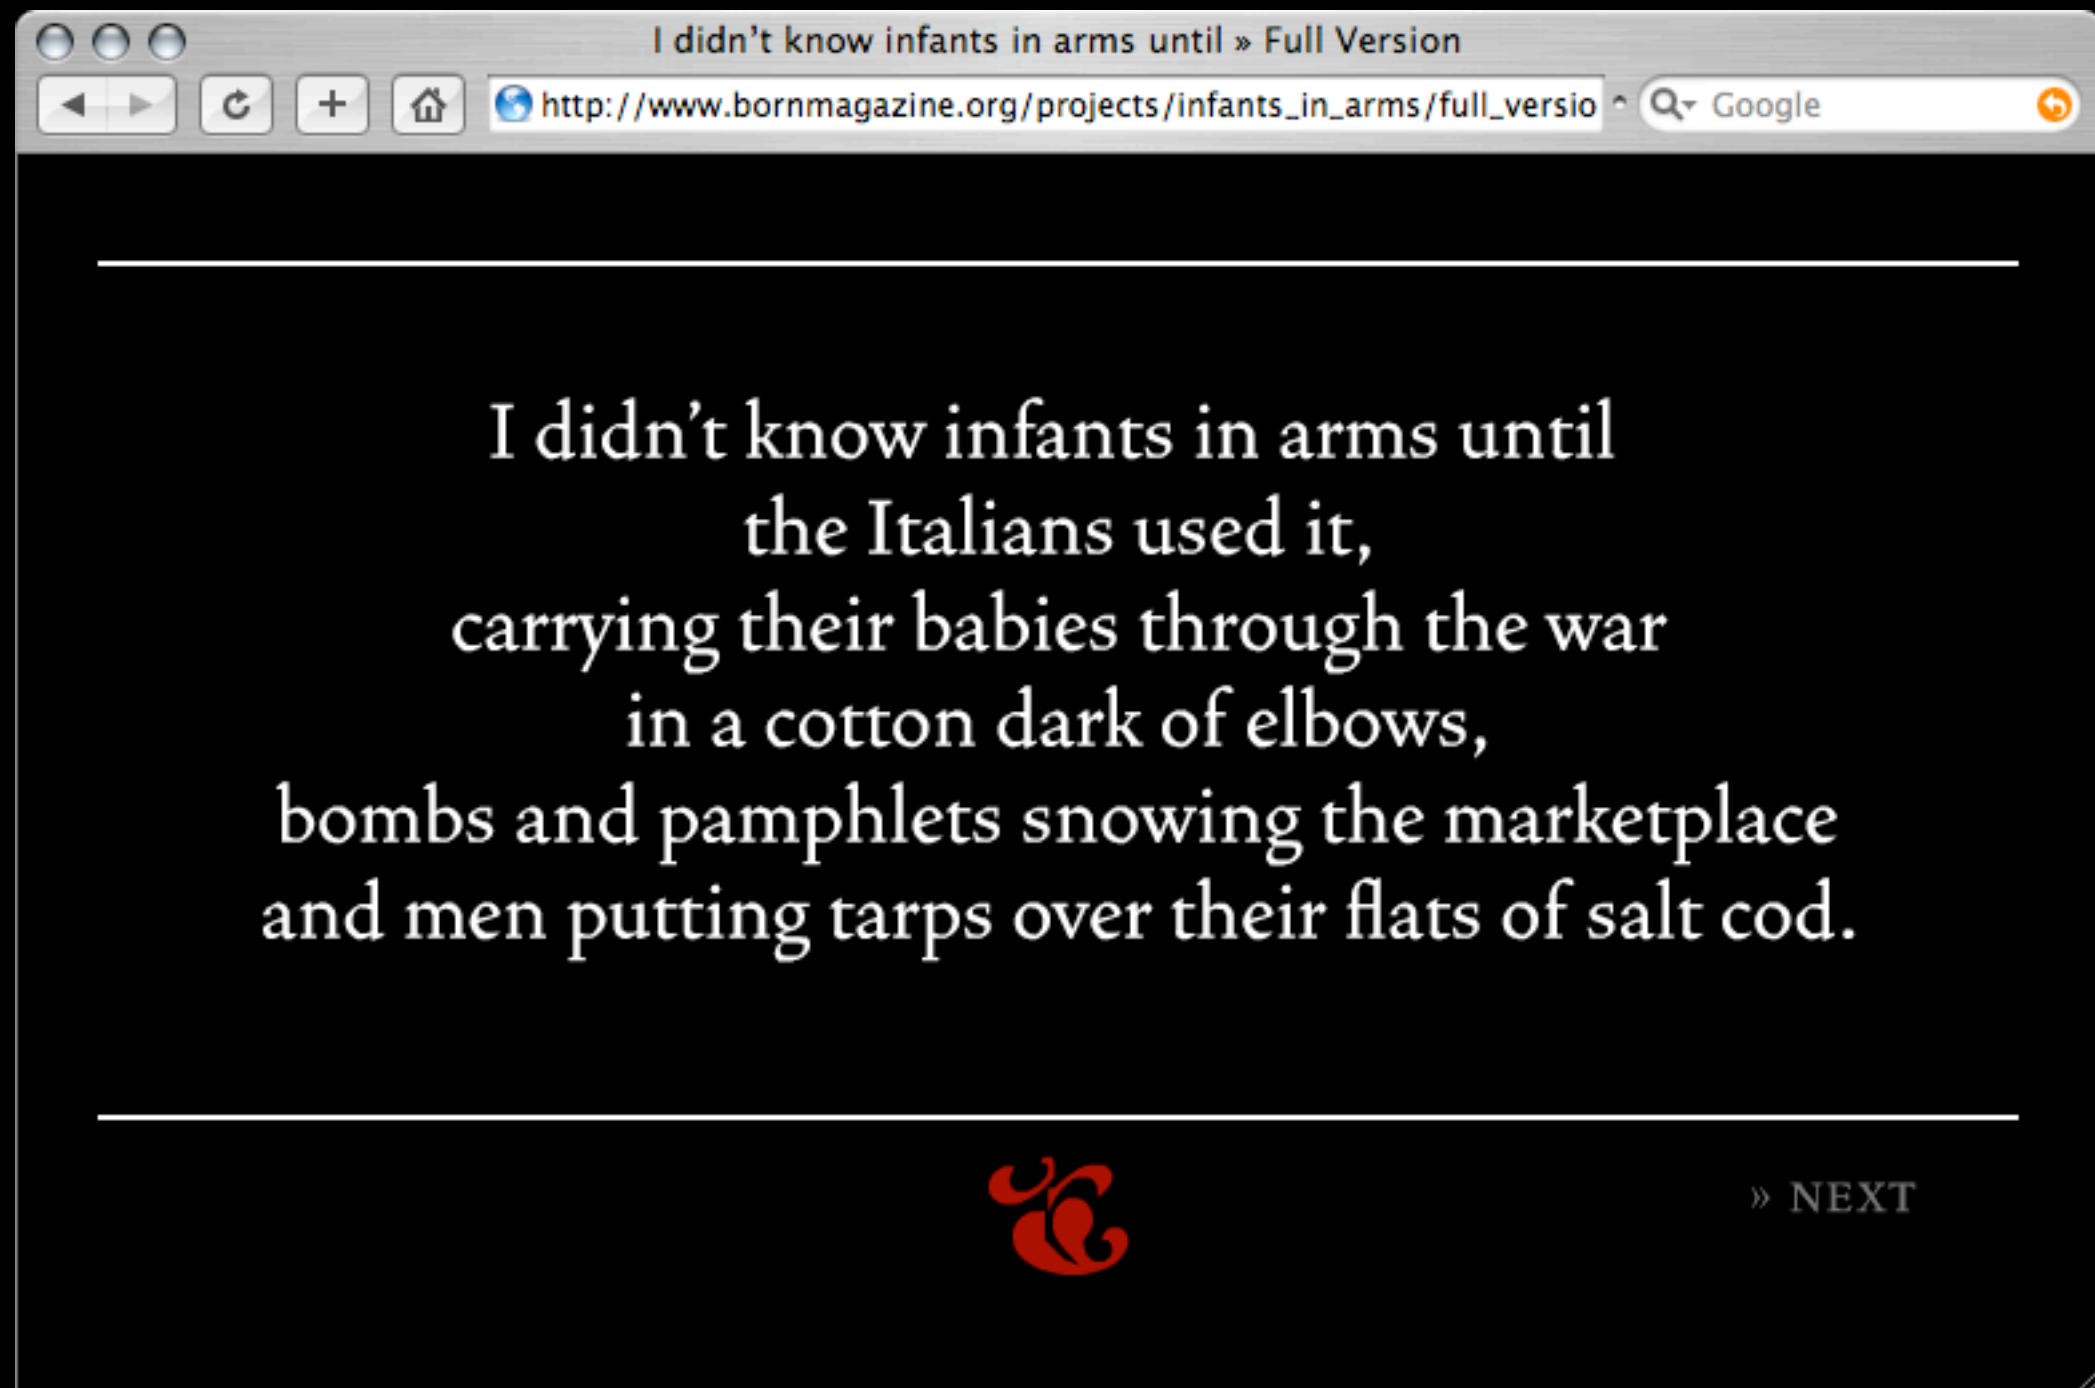 I didn’t know infants in arms until » Full Version
http://www.bornmagazine.org/projects/infants_in_arms/full_versio
Google
I didn’t know infants in arms until
the Italians used it,
carrying their babies through the war
in a cotton dark of elbows,
bombs and pamphlets snowing the marketplace
and men putting tarps over their flats of salt cod.
» NEXT